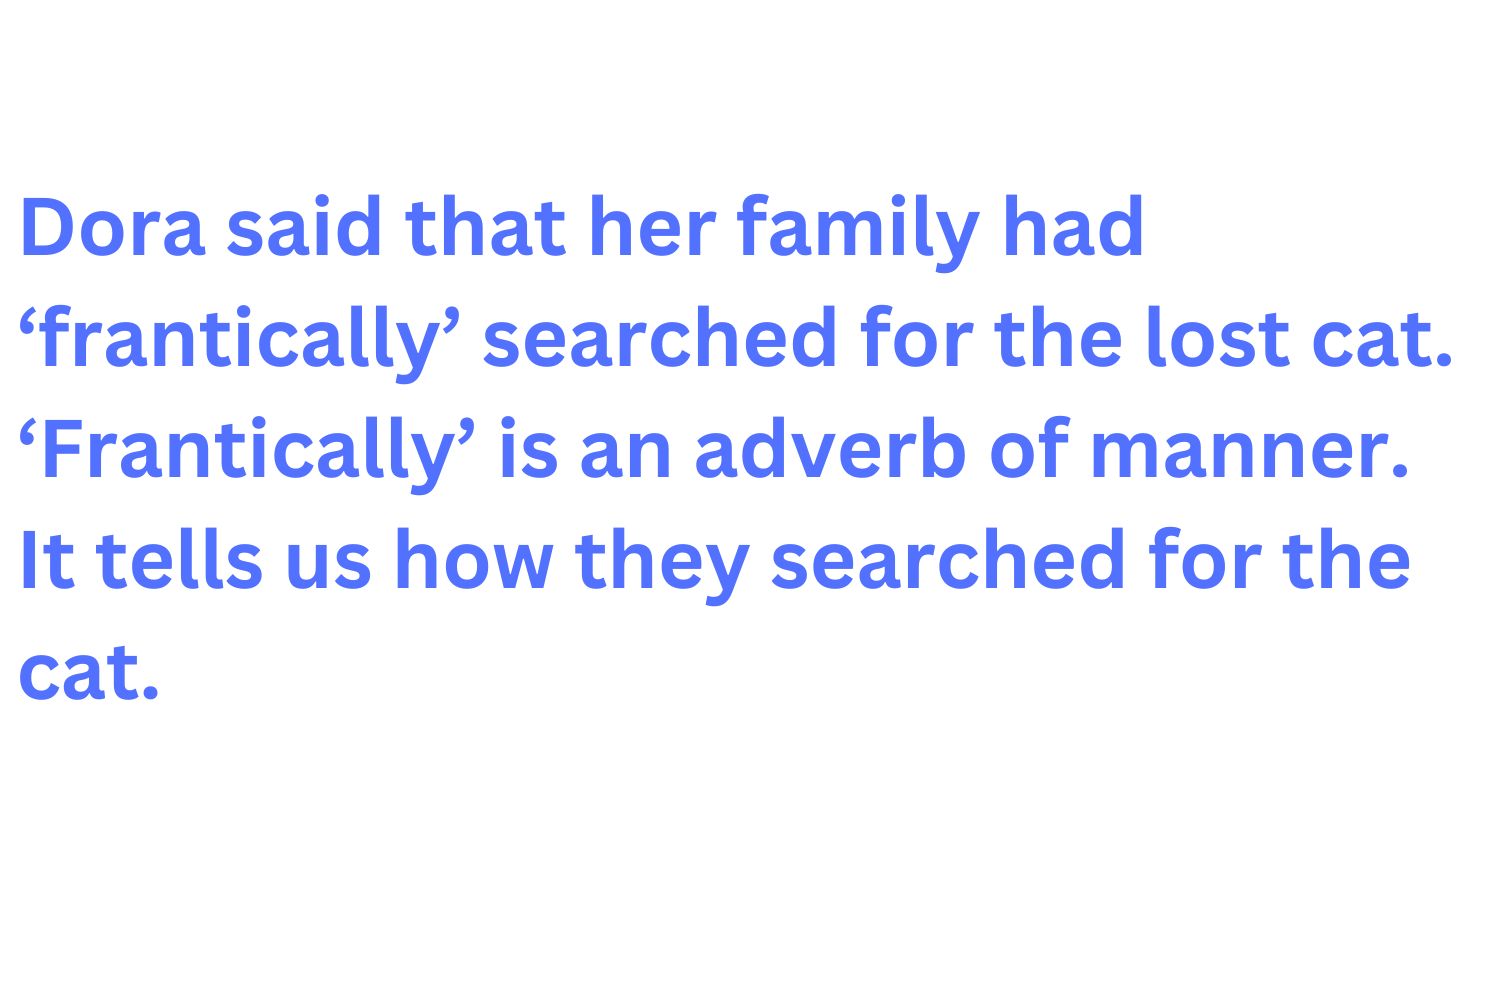 Dora said that her family had
‘frantically’ searched for the lost cat.
‘Frantically’ is an adverb of manner.
It tells us how they searched for the
cat.